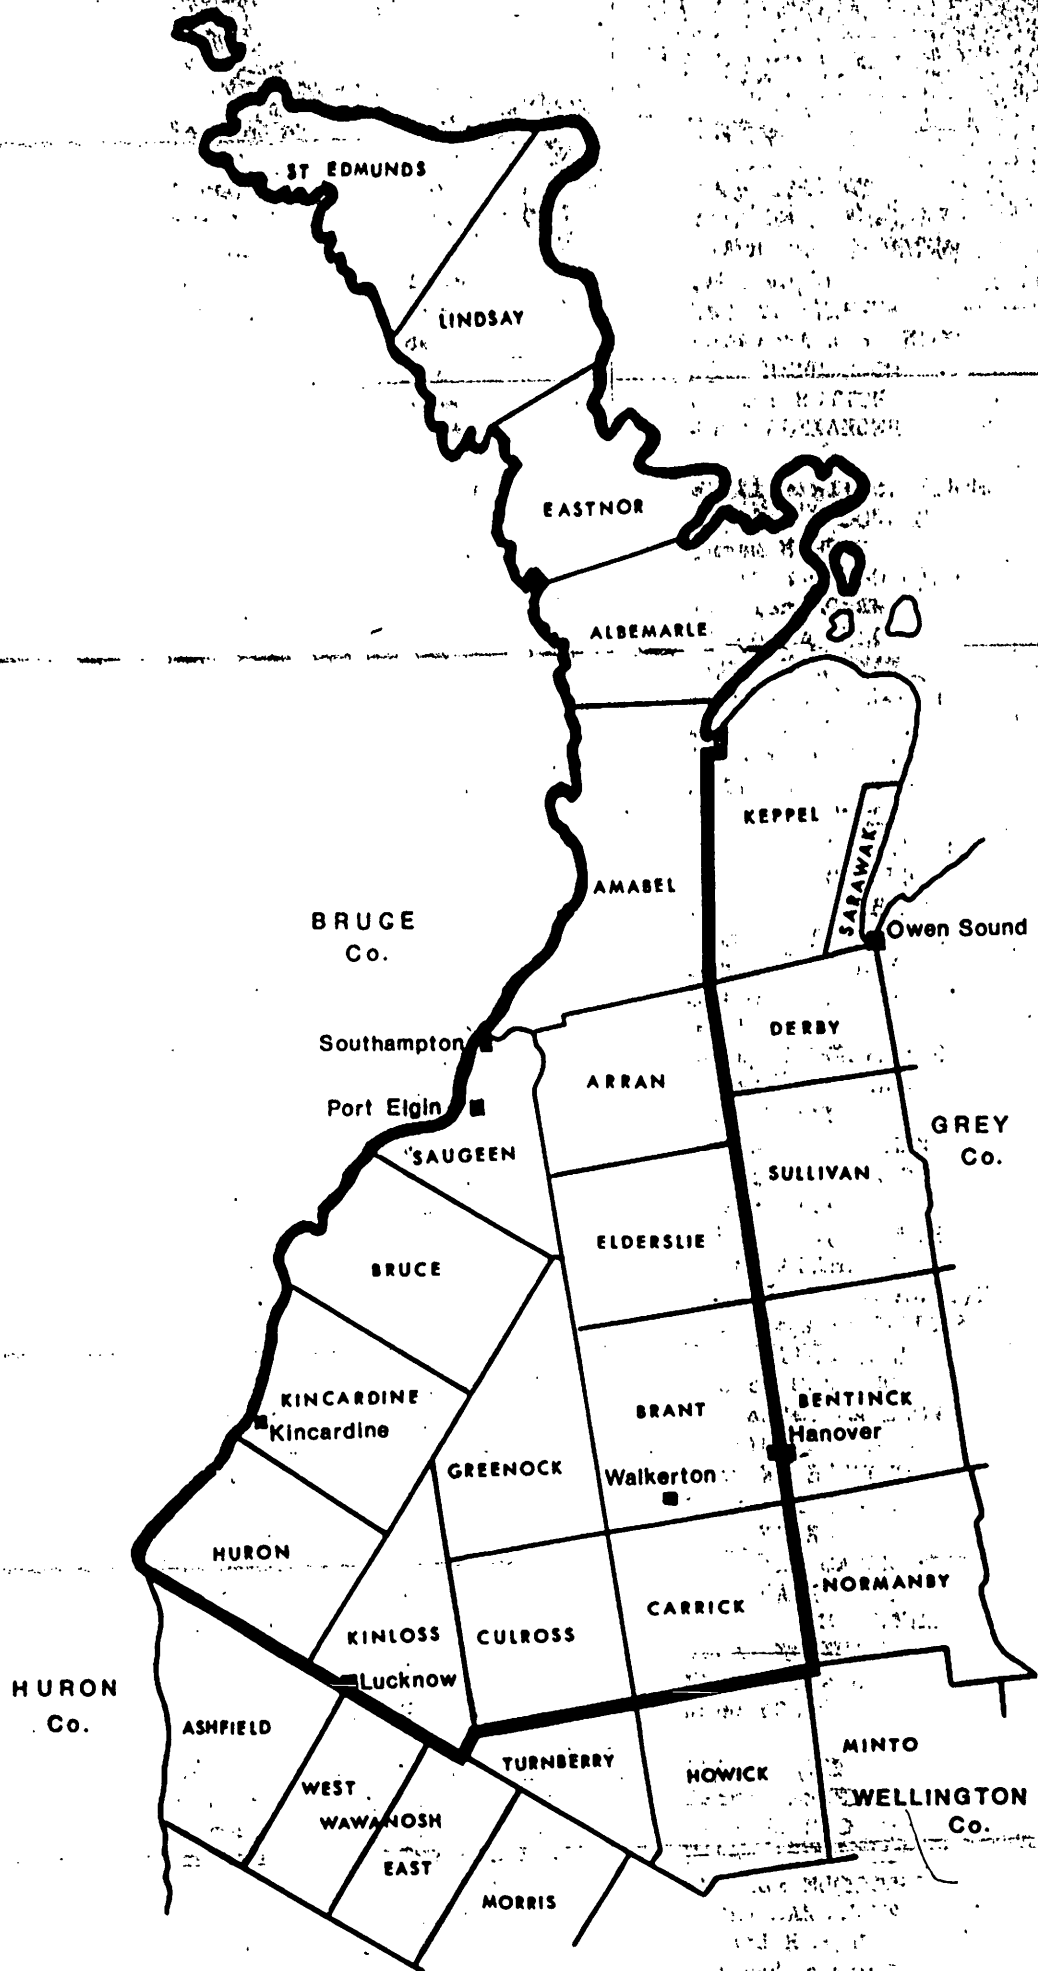 ST EDMUNDS
LINDSAY
EASTNOR
ALBEMARLE
KEPPEL
SARAWAK
AMABEL
BRUCE
Co.
Owen Sound
DERBY
Southampton
ARRAN
Port Elgin
GREY
Co.
SAUGEEN
SULLIVAN
ELDERSLIE
BRUCE
KINCARDINE
Kincardine
BRANT
BENTINCK
Hanover
GREENOCK
Walkerton
HURON
NORMANBY
CARRICK
KINLOSS
CULROSS
Lucknow
HURON
Co.
ASHFIELD
TURNBERRY
MINTO
HOWICK
WEST
WAWANOSH
EAST
WELLINGTON
Co.
MORRIS